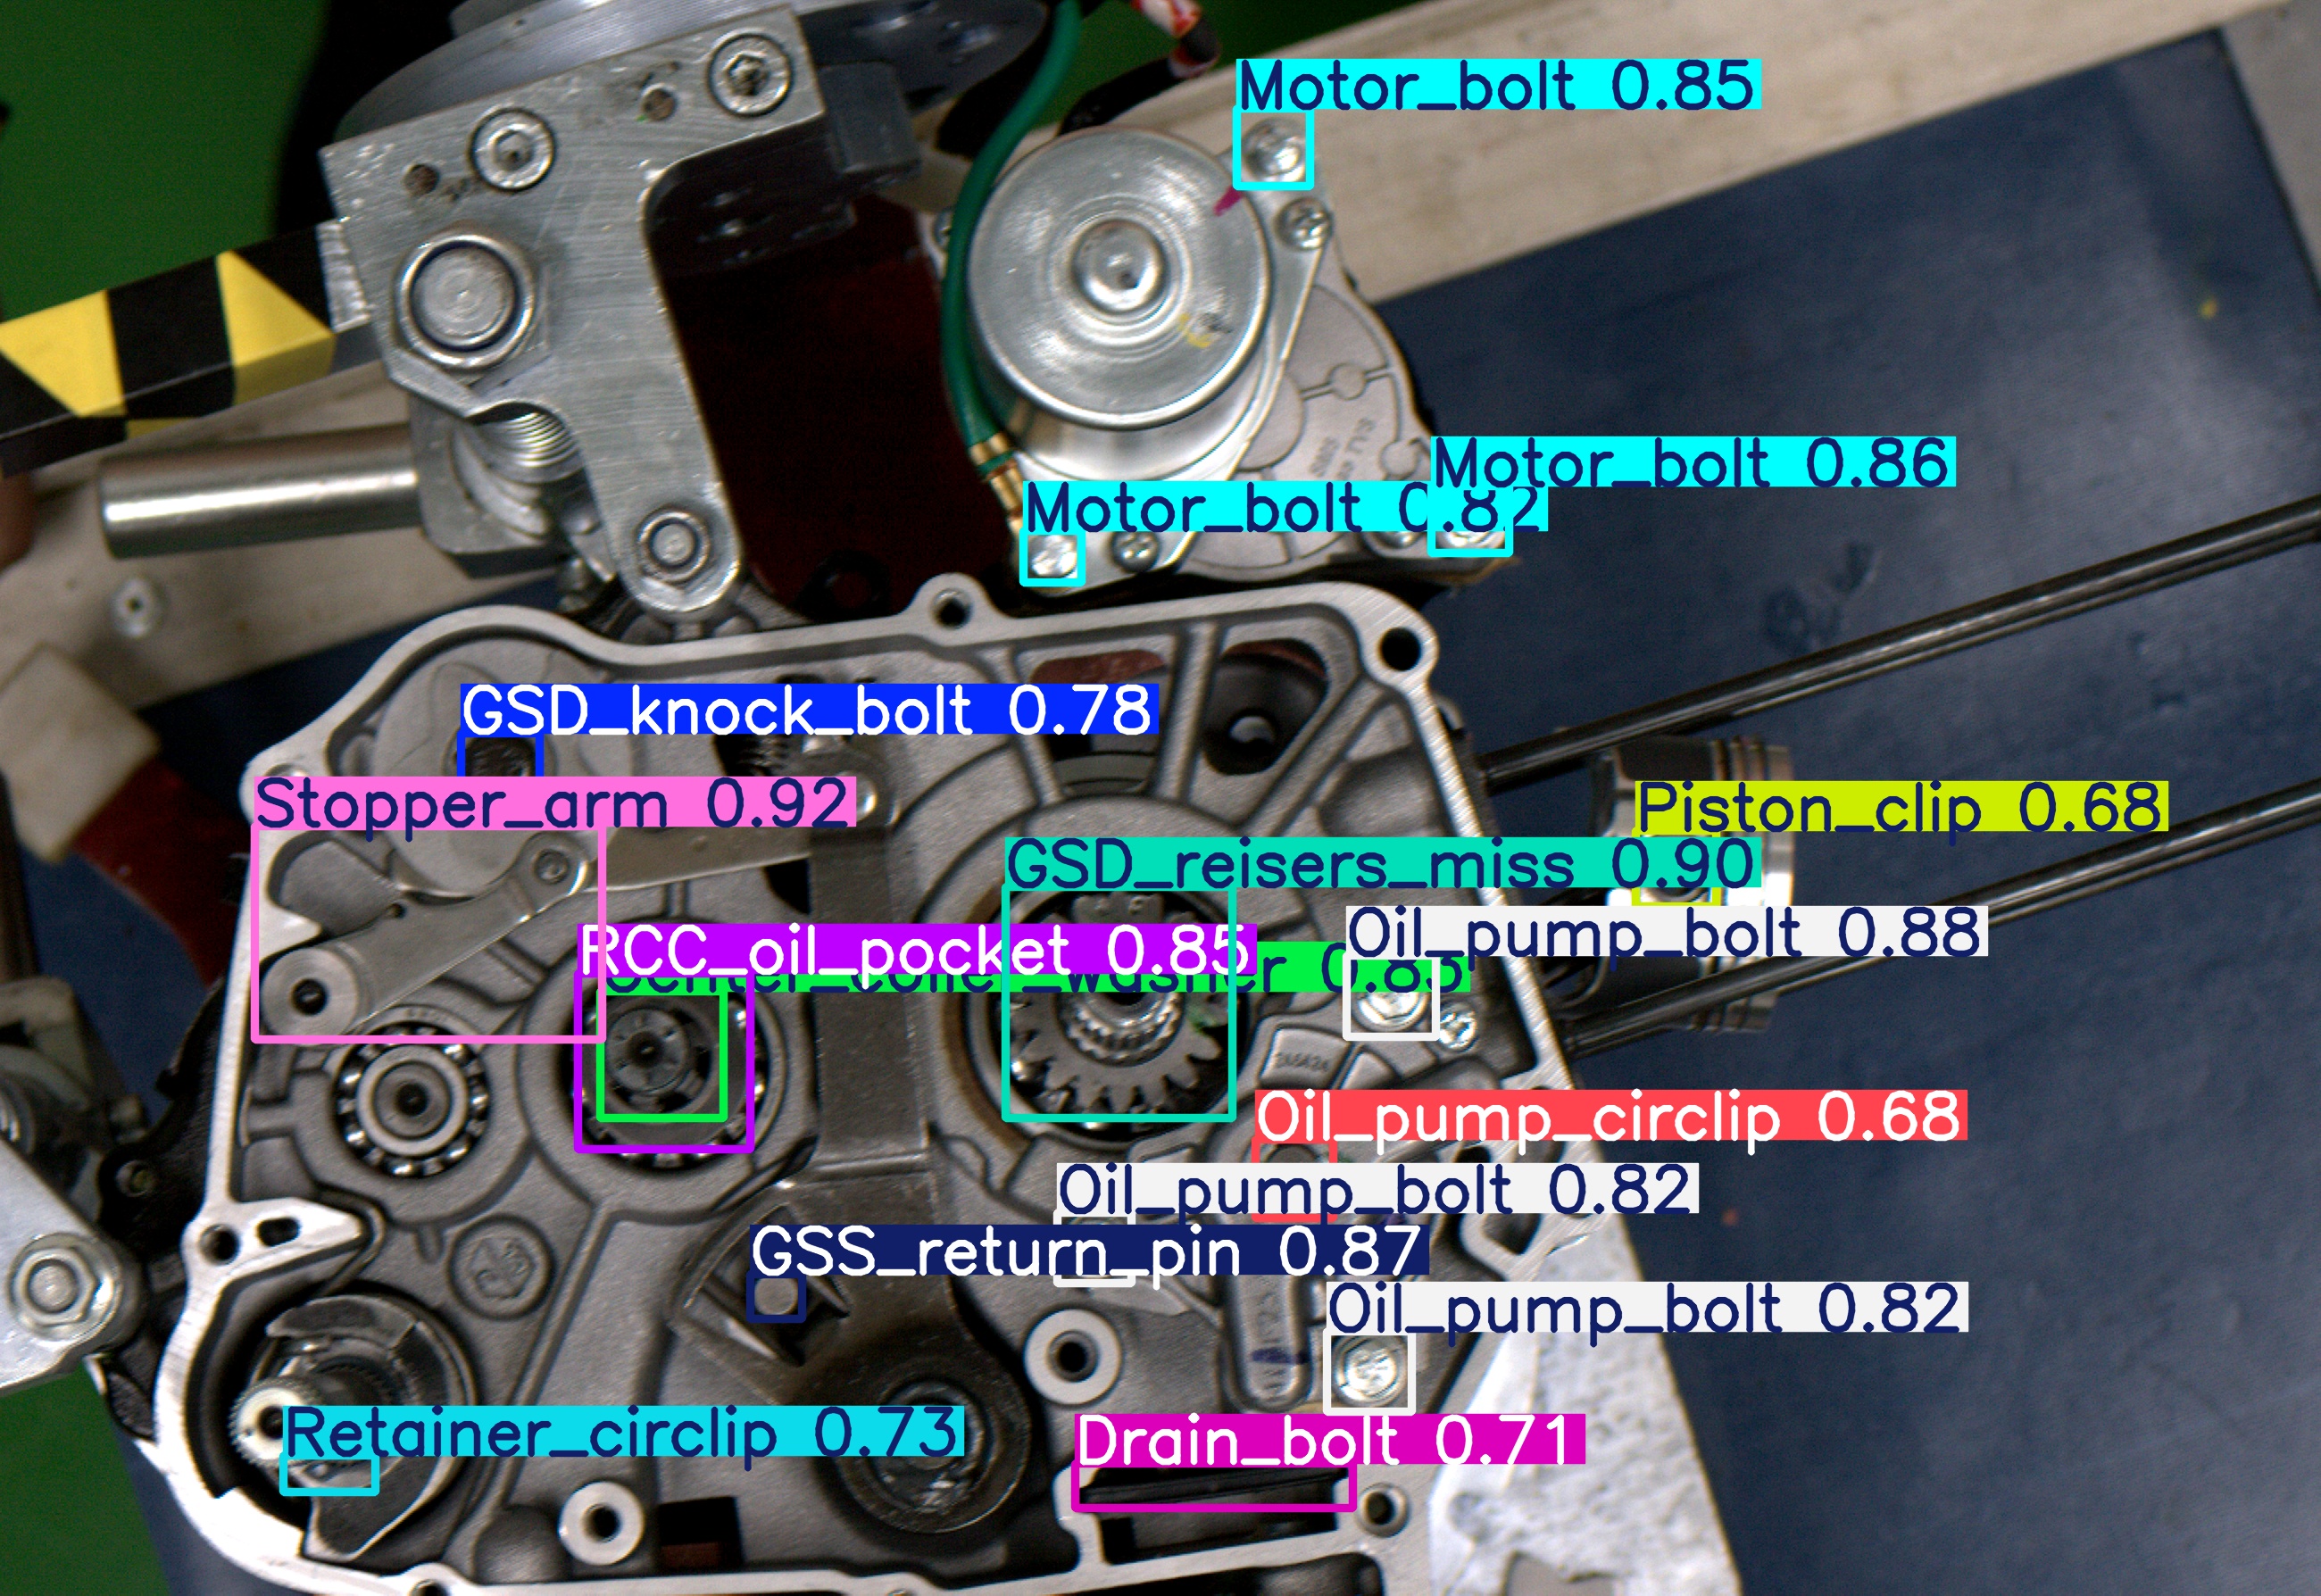 Motor_bolt 0.85
Motor_bolt 0.86
Motor_bolt 0.82
GSD_knock_bolt 0.78
Stopper_arm 0.92
Piston_clip 0.68
GSD_reisers_miss 0.90
Oil_pump_bolt 0.88
RCC_oil_pocket 0.85
0.83
Oil_pump_circlip 0.68
Oil_pump_bolt 0.82
GSS_return_pin 0.87
Oil_pump_bolt 0.82
Retainer_circlip 0.73
Drain_bolt 0.71